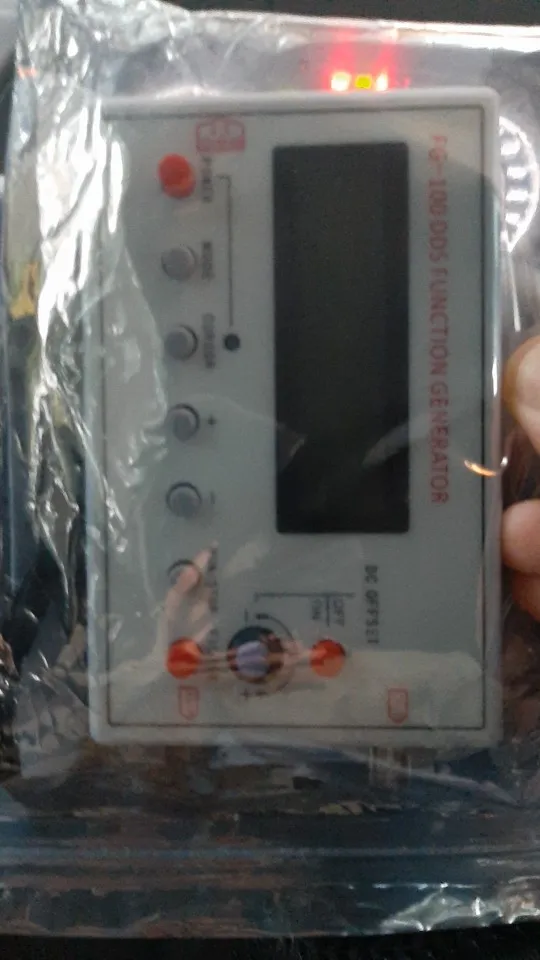 FG-100 DDS FUNCTION GENERATOR
POWER
MODE
CURSOR
+
-
DC OFFSET
OFF
ON
-
+